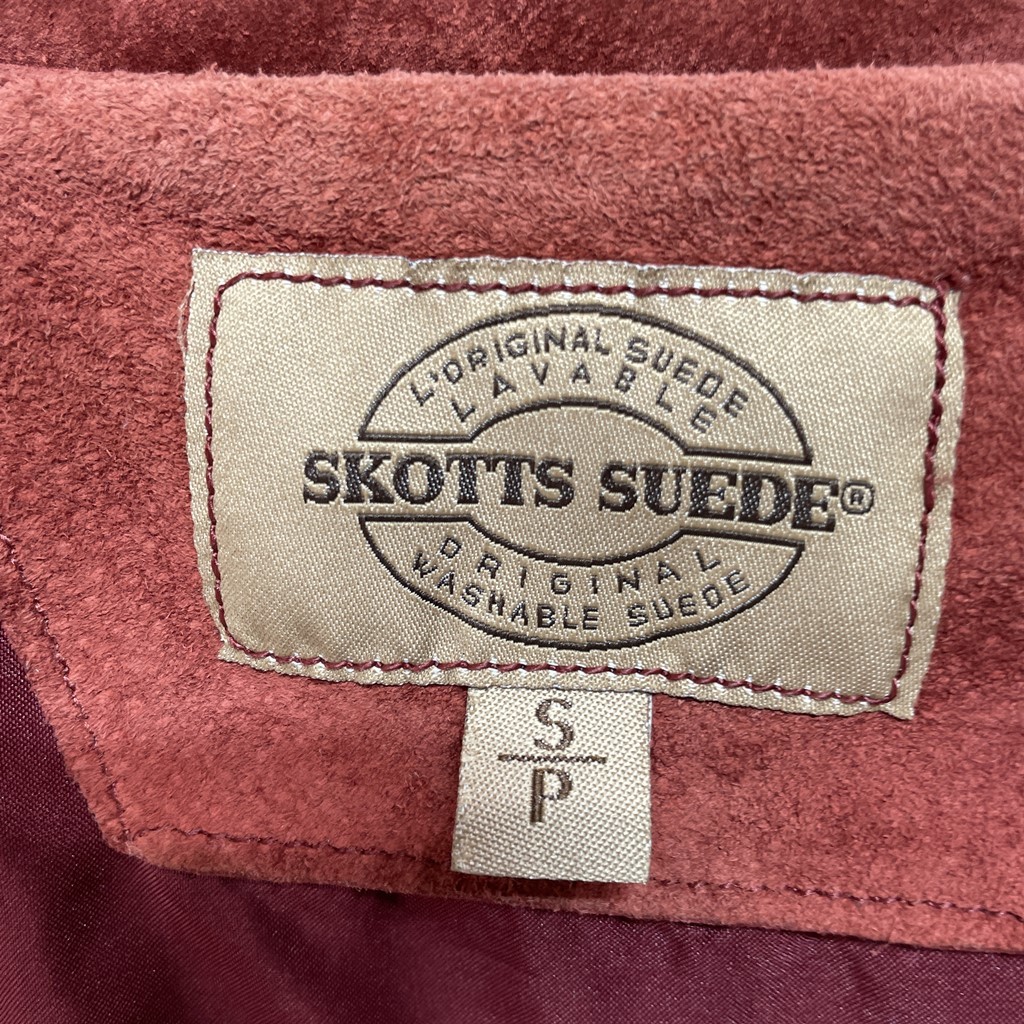 L'ORIGINAL SUEDE
LAVABLE
SKOTTS SUEDE®
ORIGINAL
WASHABLE SUEDE
S
P